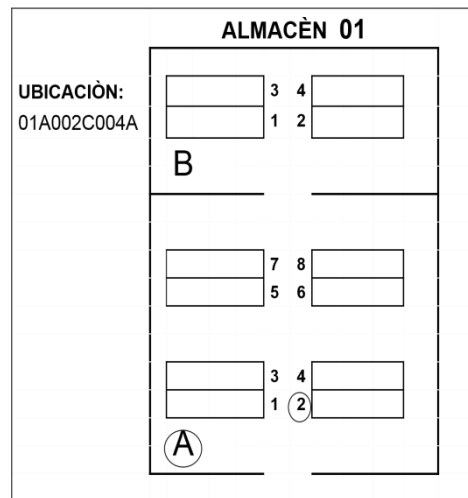 ALMACÈN 01
UBICACIÒN:
01A002C004A
3 4
1 2
B
7 8
5 6
3 4
1 2
A